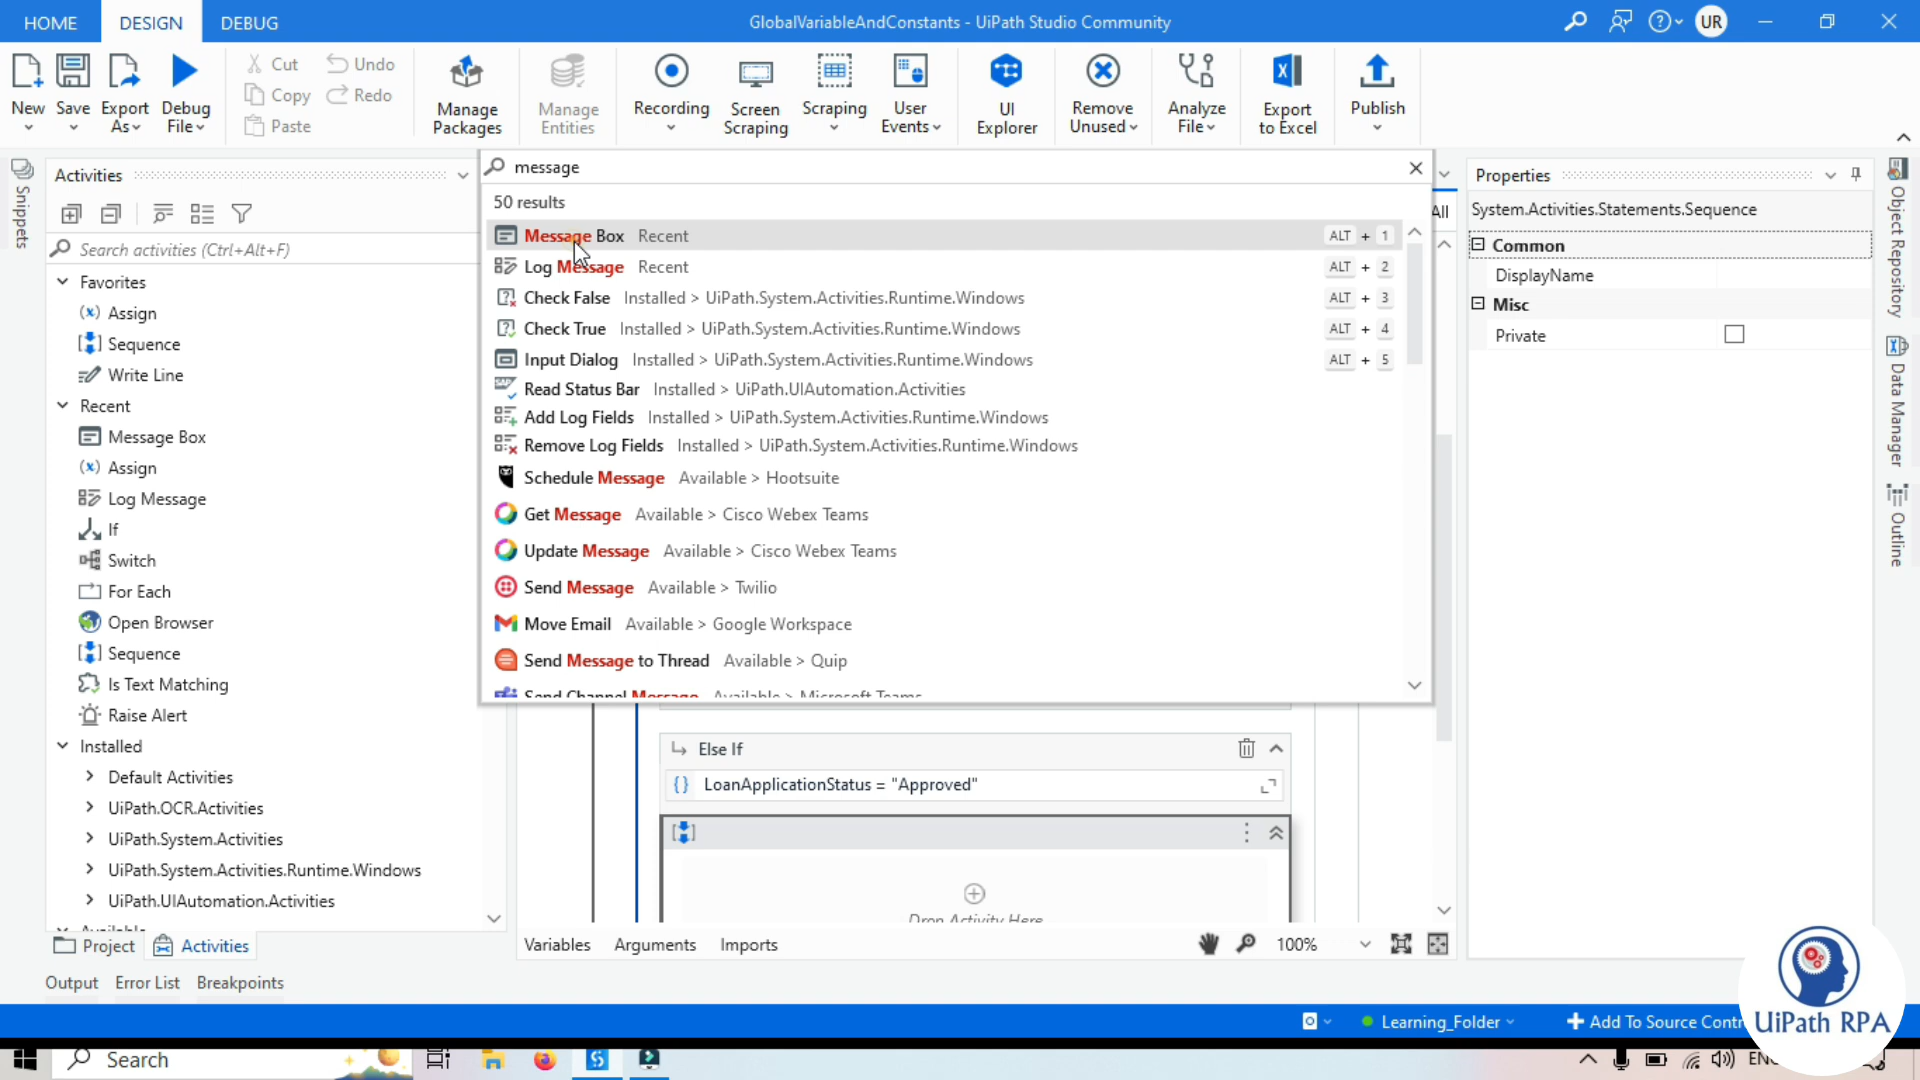 HOME
DESIGN
DEBUG
GlobalVariableAndConstants - UiPath Studio Community
UR
New
Save
Export As
Debug File
Cut
Copy
Paste
Undo
Redo
Manage Packages
Manage Entities
Recording
Screen Scraping
Scraping
User Events
UI Explorer
Remove Unused
Analyze File
Export to Excel
Publish
Snippets
Activities
Search activities (Ctrl+Alt+F)
Favorites
Assign
Sequence
Write Line
Recent
Message Box
Assign
Log Message
If
Switch
For Each
Open Browser
Sequence
Is Text Matching
Raise Alert
Installed
Default Activities
UiPath.OCR.Activities
UiPath.System.Activities
UiPath.System.Activities.Runtime.Windows
UiPath.UIAutomation.Activities
Available
Project
Activities
message
50 results
Message Box Recent ALT + 1
Log Message Recent ALT + 2
Check False Installed > UiPath.System.Activities.Runtime.Windows ALT + 3
Check True Installed > UiPath.System.Activities.Runtime.Windows ALT + 4
Input Dialog Installed > UiPath.System.Activities.Runtime.Windows ALT + 5
Read Status Bar Installed > UiPath.UIAutomation.Activities
Add Log Fields Installed > UiPath.System.Activities.Runtime.Windows
Remove Log Fields Installed > UiPath.System.Activities.Runtime.Windows
Schedule Message Available > Hootsuite
Get Message Available > Cisco Webex Teams
Update Message Available > Cisco Webex Teams
Send Message Available > Twilio
Move Email Available > Google Workspace
Send Message to Thread Available > Quip
Send Channel Message Available > Microsoft Teams
All
Else If
LoanApplicationStatus = "Approved"
Drop Activity Here
Variables
Arguments
Imports
100%
Properties
System.Activities.Statements.Sequence
Common
DisplayName
Misc
Private
Object Repository
Data Manager
Outline
Output
Error List
Breakpoints
Learning_Folder
Add To Source Contr
UiPath RPA
Search